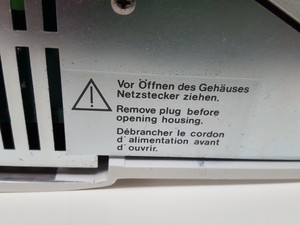 Vor Öffnen des Gehäuses
Netzstecker ziehen.
Remove plug before
opening housing.
Débrancher le cordon
d'alimentation avant
d'ouvrir.